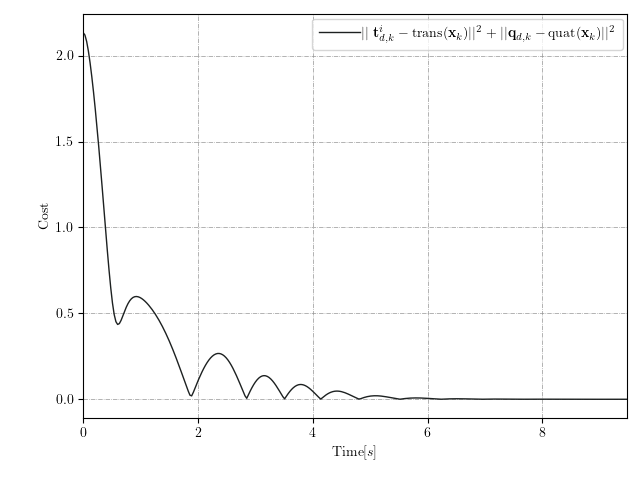 || t^i_{d,k} − trans(x_k)||² + ||q_{d,k} − quat(x_k)||²
2.0
1.5
1.0
0.5
0.0
Cost
0 2 4 6 8
Time[s]